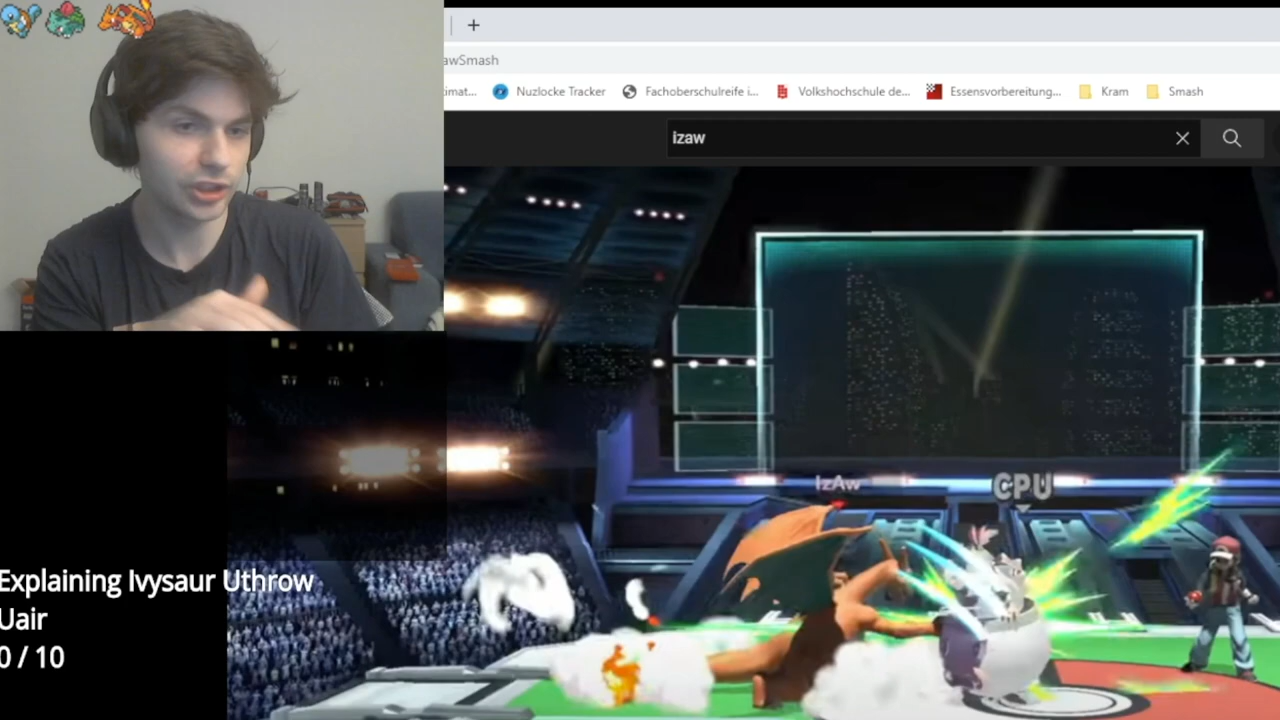 awSmash
imat...
Nuzlocke Tracker
Fachoberschulreife i...
Volkshochschule de...
Essensvorbereitung...
Kram
Smash
izaw
IzAw
CPU
Explaining Ivysaur Uthrow
Uair
0 / 10